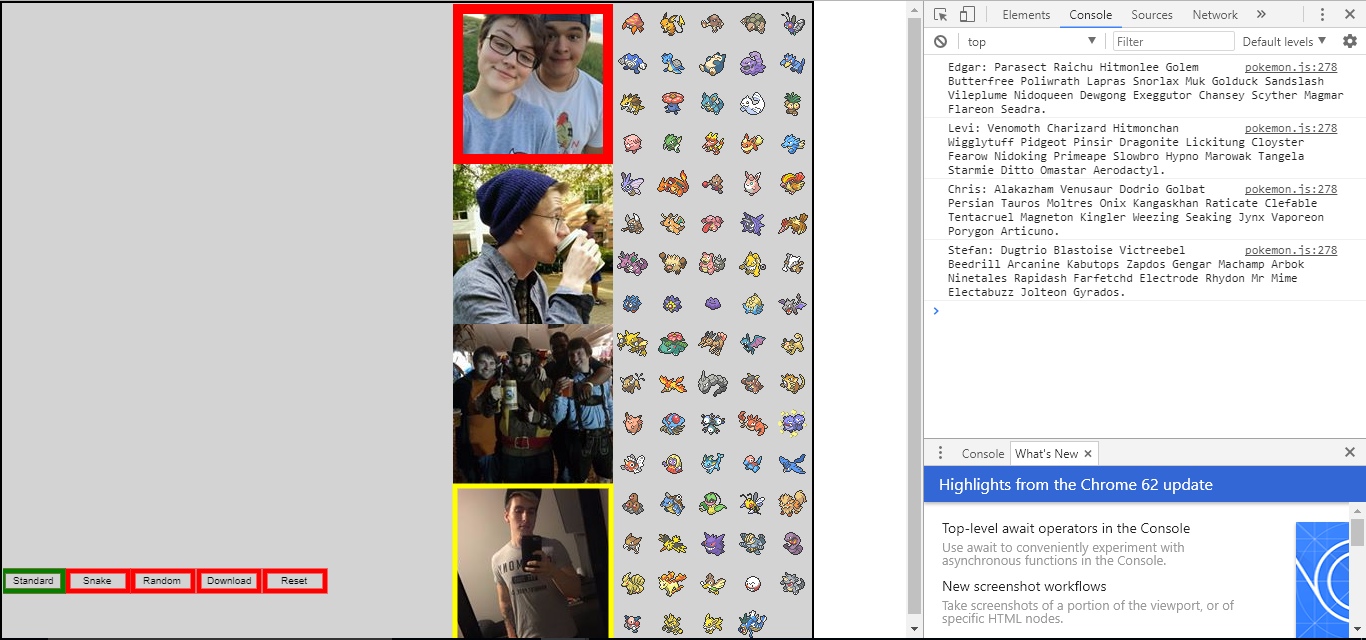 Elements Console Sources Network »
top Filter Default levels
Edgar: Parasect Raichu Hitmonlee Golem pokemon.js:278
Butterfree Poliwrath Lapras Snorlax Muk Golduck Sandslash
Vileplume Nidoqueen Dewgong Exeggutor Chansey Scyther Magmar
Flareon Seadra.
Levi: Venomoth Charizard Hitmonchan pokemon.js:278
Wigglytuff Pidgeot Pinsir Dragonite Lickitung Cloyster
Fearow Nidoking Primeape Slowbro Hypno Marowak Tangela
Starmie Ditto Omastar Aerodactyl.
Chris: Alakazham Venusaur Dodrio Golbat pokemon.js:278
Persian Tauros Moltres Onix Kangaskhan Raticate Clefable
Tentacruel Magneton Kingler Weezing Seaking Jynx Vaporeon
Porygon Articuno.
Stefan: Dugtrio Blastoise Victreebel pokemon.js:278
Beedrill Arcanine Kabutops Zapdos Gengar Machamp Arbok
Ninetales Rapidash Farfetchd Electrode Rhydon Mr Mime
Electabuzz Jolteon Gyrados.
Console What's New
Highlights from the Chrome 62 update
Top-level await operators in the Console
Use await to conveniently experiment with
asynchronous functions in the Console.
New screenshot workflows
Take screenshots of a portion of the viewport, or of
specific HTML nodes.
Standard Snake Random Download Reset